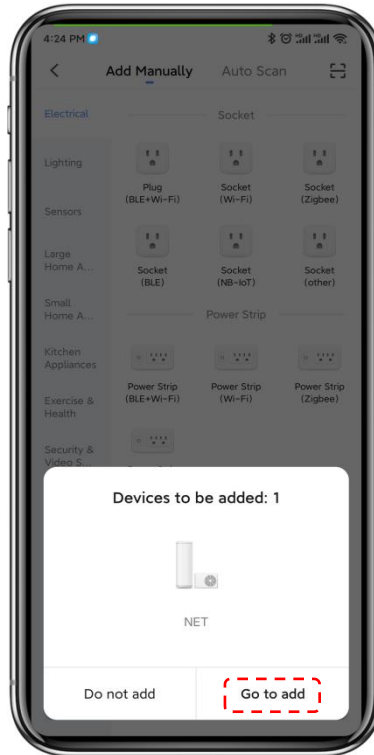 4:24 PM
Add Manually Auto Scan
Electrical
Socket
Lighting
Plug
(BLE+Wi-Fi)
Socket
(Wi-Fi)
Socket
(Zigbee)
Sensors
Large
Home A...
Socket
(BLE)
Socket
(NB-IoT)
Socket
(other)
Small
Home A...
Power Strip
Kitchen
Appliances
Power Strip
(BLE+Wi-Fi)
Power Strip
(Wi-Fi)
Power Strip
(Zigbee)
Exercise &
Health
Security &
Video S...
Devices to be added: 1
NET
Do not add
Go to add